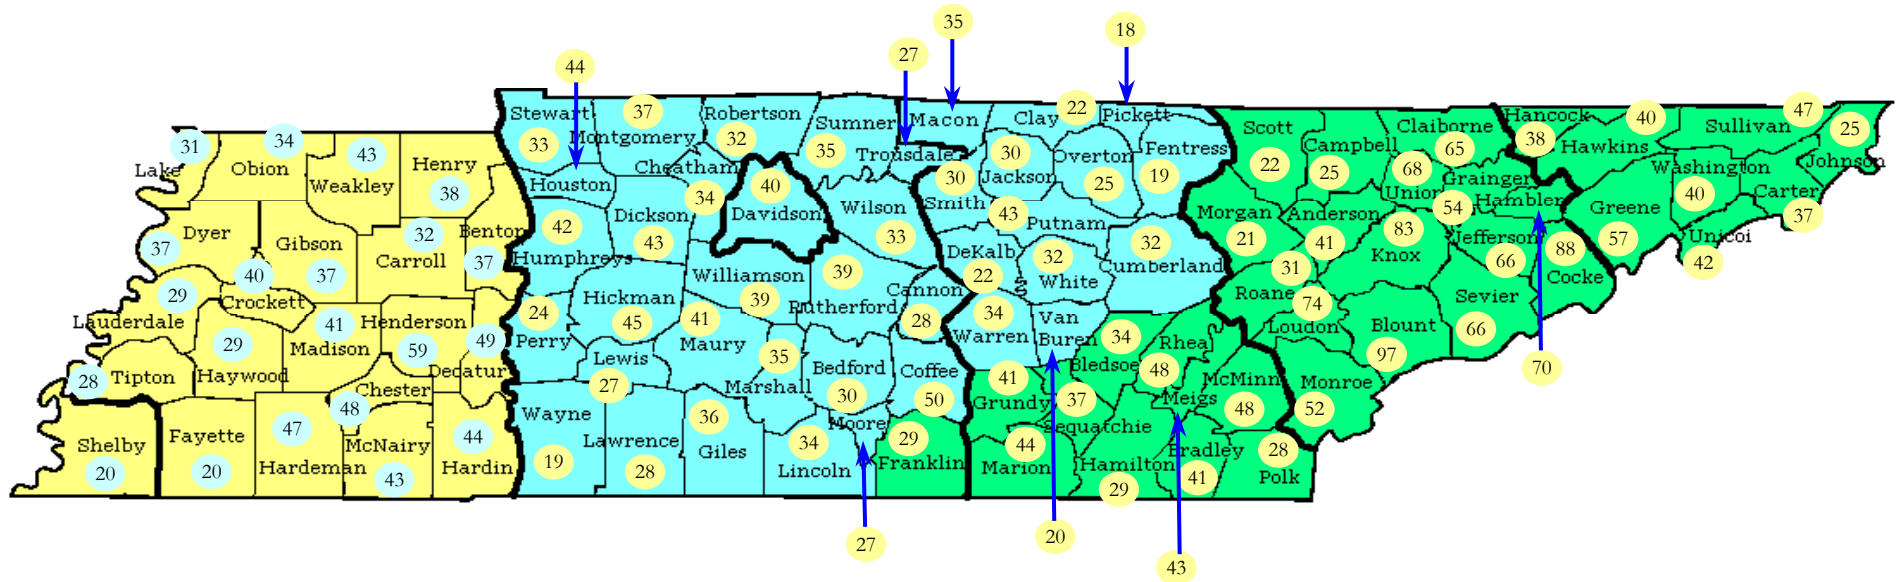 35
18
27
44
22
37
Stewart
Robertson
Macon
Clay
Pickett
Hancock
40
47
Sumner
Montgomery
32
Scott
Claiborne
Sullivan
25
31
34
43
33
35
Trousdale
30
Overton
Fentress
Campbell
65
38
Hawkins
Lake
Obion
Henry
Cheatham
22
68
Washington
Johnson
Weakley
38
Houston
34
40
30
Jackson
25
19
25
Union
Grainger
40
Carter
Dickson
Davidson
Wilson
Smith
43
Putnam
Morgan
Anderson
54
Hamblen
Greene
37
Dyer
Gibson
32
Benton
42
43
33
DeKalb
32
21
41
83
Jefferson
88
57
Unicoi
37
40
37
Carroll
37
Humphreys
Williamson
39
22
32
White
Cumberland
31
Knox
66
Cocke
42
29
Crockett
Hickman
39
Rutherford
Cannon
Roane
74
Sevier
Lauderdale
41
Henderson
24
45
41
28
34
Van
Buren
34
Loudon
Blount
66
29
Madison
59
49
Perry
Lewis
Maury
35
Warren
Rhea
97
28
Tipton
Haywood
Chester
Decatur
27
Marshall
Bedford
Coffee
41
Bledsoe
48
McMinn
Monroe
70
48
Wayne
36
30
50
Grundy
37
Meigs
48
52
Shelby
Fayette
47
McNairy
44
Lawrence
Giles
34
Moore
29
44
Sequatchie
Bradley
28
20
20
Hardeman
43
Hardin
19
28
Lincoln
Franklin
Marion
Hamilton
41
Polk
29
27
20
43